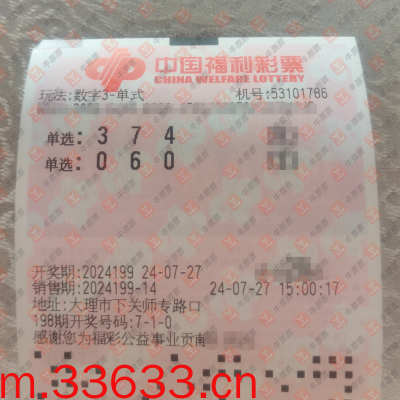 中国福利彩票
CHINA WELFARE LOTTERY
玩法:数字3-单式 机号:53101786
单选: 3 7 4
单选: 0 6 0
开奖期:2024199 24-07-27
销售期:2024199-14 24-07-27 15:00:17
地址:大理市下关师专路口
198期开奖号码:7-1-0
感谢您为福彩公益事业贡南
m.33633.cn